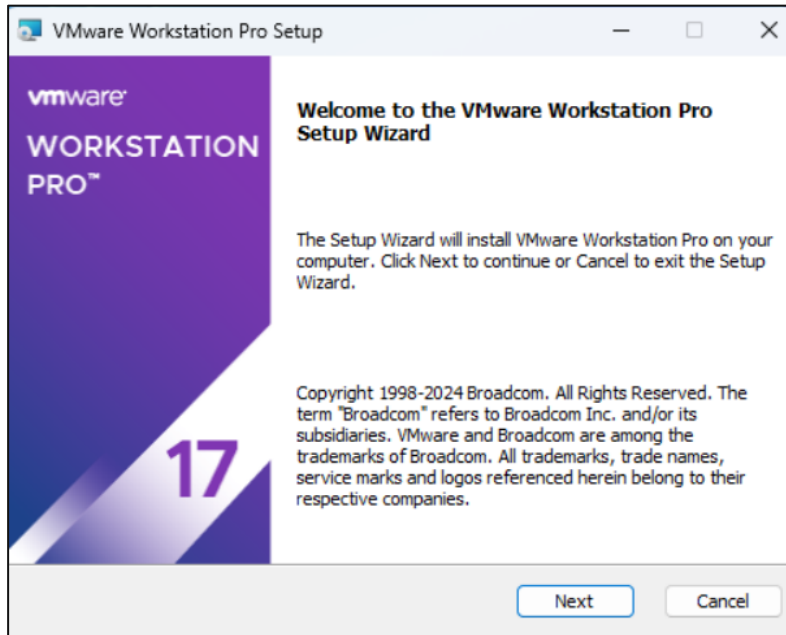 VMware Workstation Pro Setup
vmware
WORKSTATION
PRO™
17
Welcome to the VMware Workstation Pro
Setup Wizard
The Setup Wizard will install VMware Workstation Pro on your
computer. Click Next to continue or Cancel to exit the Setup
Wizard.
Copyright 1998-2024 Broadcom. All Rights Reserved. The
term "Broadcom" refers to Broadcom Inc. and/or its
subsidiaries. VMware and Broadcom are among the
trademarks of Broadcom. All trademarks, trade names,
service marks and logos referenced herein belong to their
respective companies.
Next
Cancel